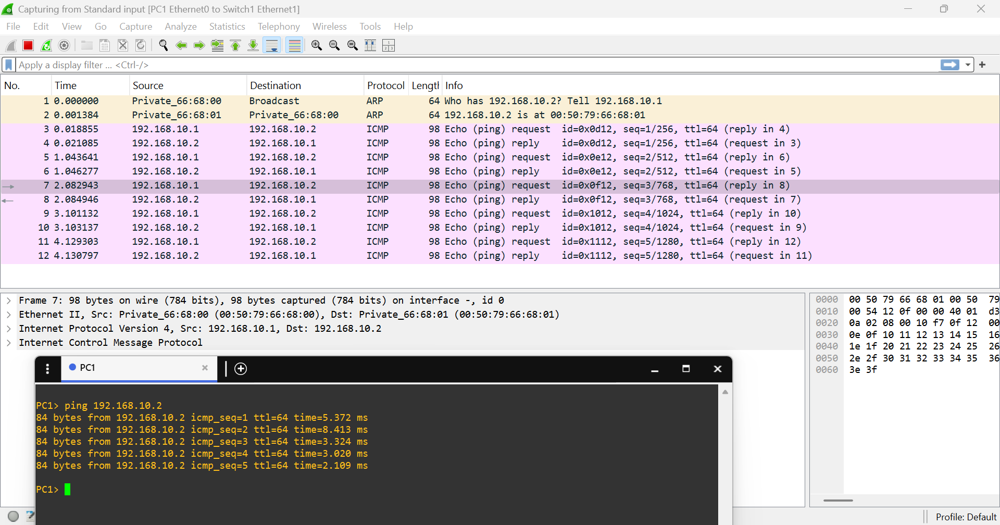 Capturing from Standard input [PC1 Ethernet0 to Switch1 Ethernet1]
File Edit View Go Capture Analyze Statistics Telephony Wireless Tools Help
Apply a display filter ... <Ctrl-/>
No. Time Source Destination Protocol Length Info
1 0.000000 Private_66:68:00 Broadcast ARP 64 Who has 192.168.10.2? Tell 192.168.10.1
2 0.001384 Private_66:68:01 Private_66:68:00 ARP 64 192.168.10.2 is at 00:50:79:66:68:01
3 0.018855 192.168.10.1 192.168.10.2 ICMP 98 Echo (ping) request id=0x0d12, seq=1/256, ttl=64 (reply in 4)
4 0.021085 192.168.10.2 192.168.10.1 ICMP 98 Echo (ping) reply id=0x0d12, seq=1/256, ttl=64 (request in 3)
5 1.043641 192.168.10.1 192.168.10.2 ICMP 98 Echo (ping) request id=0x0e12, seq=2/512, ttl=64 (reply in 6)
6 1.046277 192.168.10.2 192.168.10.1 ICMP 98 Echo (ping) reply id=0x0e12, seq=2/512, ttl=64 (request in 5)
7 2.082943 192.168.10.1 192.168.10.2 ICMP 98 Echo (ping) request id=0x0f12, seq=3/768, ttl=64 (reply in 8)
8 2.084946 192.168.10.2 192.168.10.1 ICMP 98 Echo (ping) reply id=0x0f12, seq=3/768, ttl=64 (request in 7)
9 3.101132 192.168.10.1 192.168.10.2 ICMP 98 Echo (ping) request id=0x1012, seq=4/1024, ttl=64 (reply in 10)
10 3.103137 192.168.10.2 192.168.10.1 ICMP 98 Echo (ping) reply id=0x1012, seq=4/1024, ttl=64 (request in 9)
11 4.129303 192.168.10.1 192.168.10.2 ICMP 98 Echo (ping) request id=0x1112, seq=5/1280, ttl=64 (reply in 12)
12 4.130797 192.168.10.2 192.168.10.1 ICMP 98 Echo (ping) reply id=0x1112, seq=5/1280, ttl=64 (request in 11)
Frame 7: 98 bytes on wire (784 bits), 98 bytes captured (784 bits) on interface -, id 0
Ethernet II, Src: Private_66:68:00 (00:50:79:66:68:00), Dst: Private_66:68:01 (00:50:79:66:68:01)
Internet Protocol Version 4, Src: 192.168.10.1, Dst: 192.168.10.2
Internet Control Message Protocol
0000 00 50 79 66 68 01 00 50 79
0010 00 54 12 0f 00 00 40 01 d3
0020 0a 02 08 00 10 f7 0f 12 00
0030 0e 0f 10 11 12 13 14 15 16
0040 1e 1f 20 21 22 23 24 25 26
0050 2e 2f 30 31 32 33 34 35 36
0060 3e 3f
PC1
PC1> ping 192.168.10.2
84 bytes from 192.168.10.2 icmp_seq=1 ttl=64 time=5.372 ms
84 bytes from 192.168.10.2 icmp_seq=2 ttl=64 time=8.413 ms
84 bytes from 192.168.10.2 icmp_seq=3 ttl=64 time=3.324 ms
84 bytes from 192.168.10.2 icmp_seq=4 ttl=64 time=3.020 ms
84 bytes from 192.168.10.2 icmp_seq=5 ttl=64 time=2.109 ms
PC1>
Profile: Default